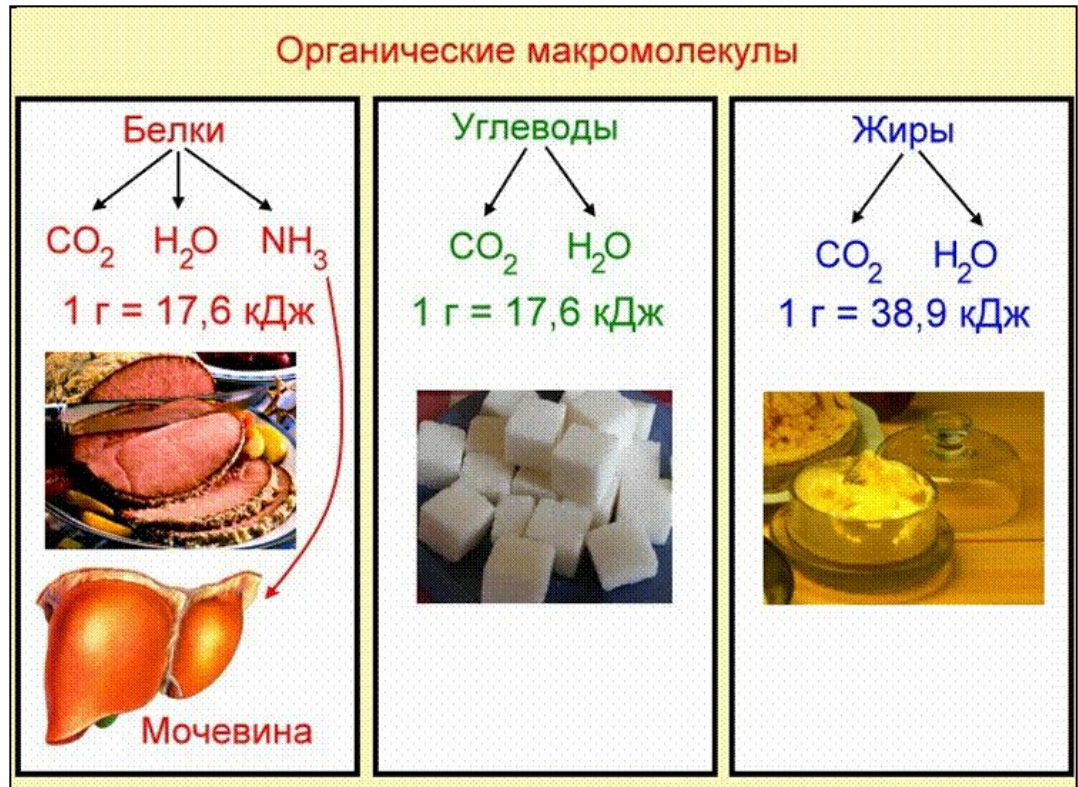 Органические макромолекулы
Белки
CO₂ H₂O NH₃
1 г = 17,6 кДж
Мочевина
Углеводы
CO₂ H₂O
1 г = 17,6 кДж
Жиры
CO₂ H₂O
1 г = 38,9 кДж